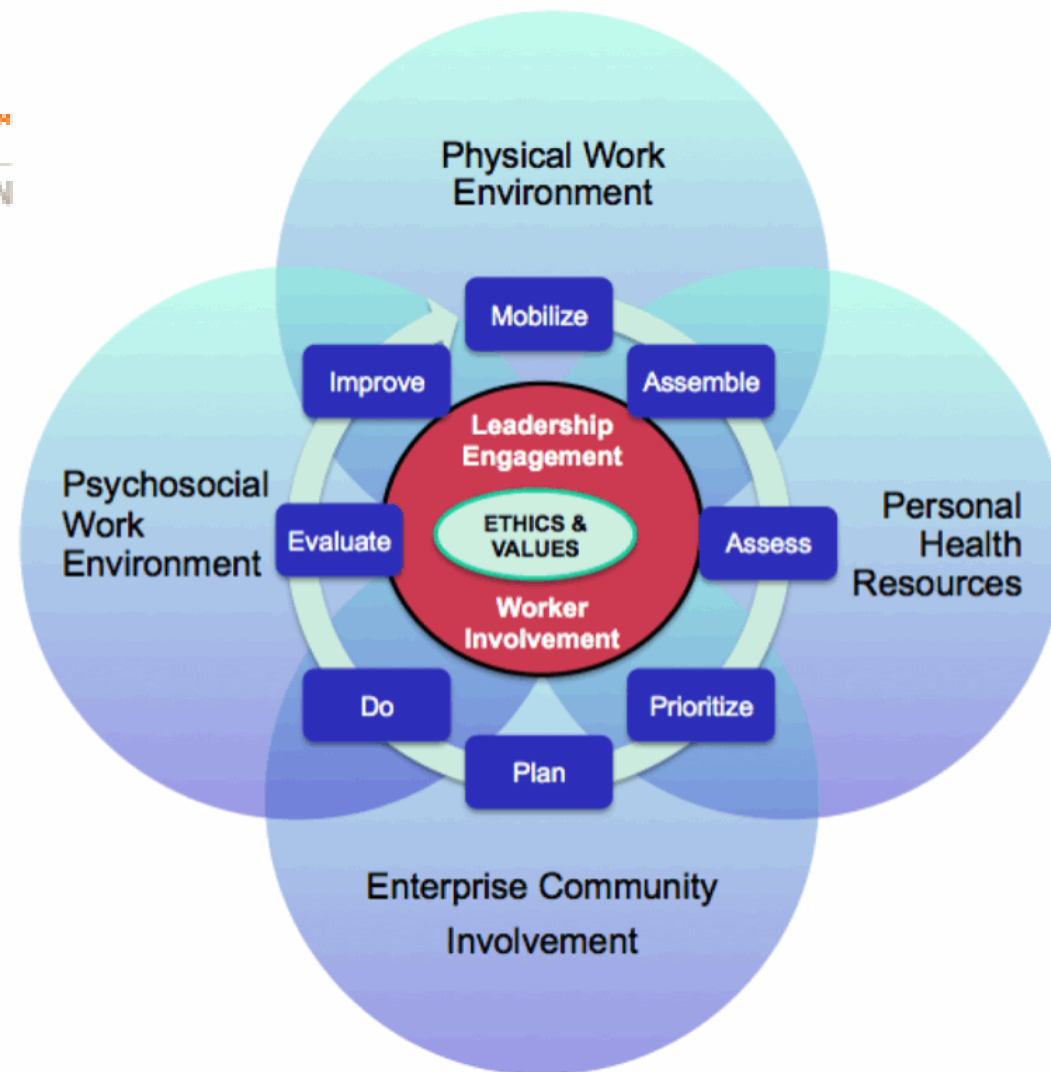 Physical Work
Environment
Mobilize
Improve
Assemble
Leadership
Engagement
Psychosocial
Work
Environment
Evaluate
ETHICS &
VALUES
Assess
Personal
Health
Resources
Worker
Involvement
Do
Prioritize
Plan
Enterprise Community
Involvement